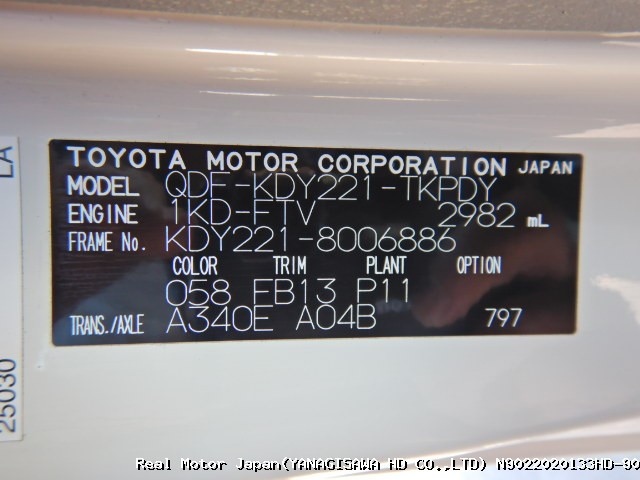 TOYOTA MOTOR CORPORATION JAPAN
MODEL QDF-KDY221-TKPDY
ENGINE 1KD-FTV 2982 mL
FRAME No. KDY221-8006886
COLOR TRIM PLANT OPTION
058 FB13 P11
TRANS./AXLE A340E A04B 797
LA
25030
Real Motor Japan(YANAGISAWA HD CO.,LTD) N9022020133HD-90